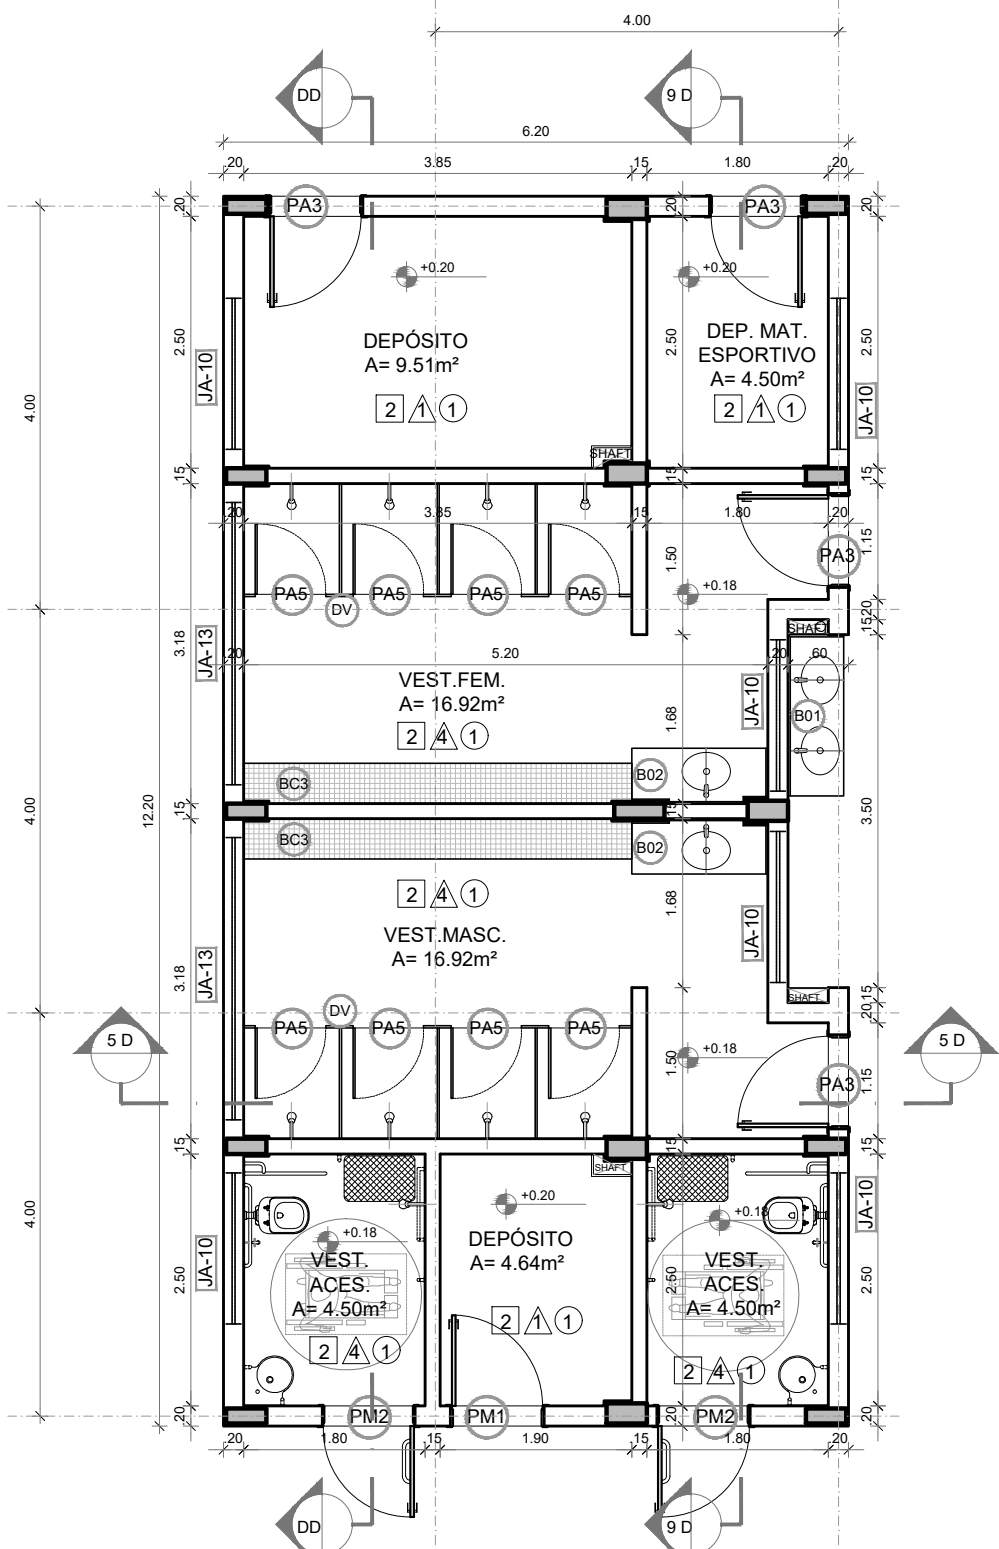 4.00
DD
9 D
6.20
.20
3.85
.15
1.80
.20
.20
PA3
PA3
.20
.20
+0.20
+0.20
DEPÓSITO
A= 9.51m²
2 1 1
DEP. MAT.
ESPORTIVO
A= 4.50m²
2 1 1
2.50
2.50
2.50
JA-10
JA-10
4.00
SHAFT
.15
.15
.15
.20
3.85
.15
1.80
.20
1.15
PA3
1.50
PA5
PA5
PA5
PA5
DV
+0.18
.20
.15
SHAFT
3.18
JA-13
.20
5.20
.20
.60
VEST.FEM.
A= 16.92m²
2 4 1
JA-10
B01
1.68
BC3
B02
4.00
12.20
.15
.15
3.50
BC3
B02
2 4 1
VEST.MASC.
A= 16.92m²
1.68
JA-10
3.18
JA-13
SHAFT
.15
.20
DV
PA5
PA5
PA5
PA5
+0.18
1.50
PA3
1.15
5 D
5 D
.15
.15
.15
SHAFT
4.00
+0.20
+0.18
+0.18
JA-10
JA-10
DEPÓSITO
A= 4.64m²
2 1 1
VEST.
ACES.
A= 4.50m²
2 4 1
VEST.
ACES.
A= 4.50m²
2 4 1
2.50
2.50
2.50
.20
PM2
PM1
PM2
.20
.20
.20
1.80
.15
1.90
.15
1.80
.20
DD
9 D